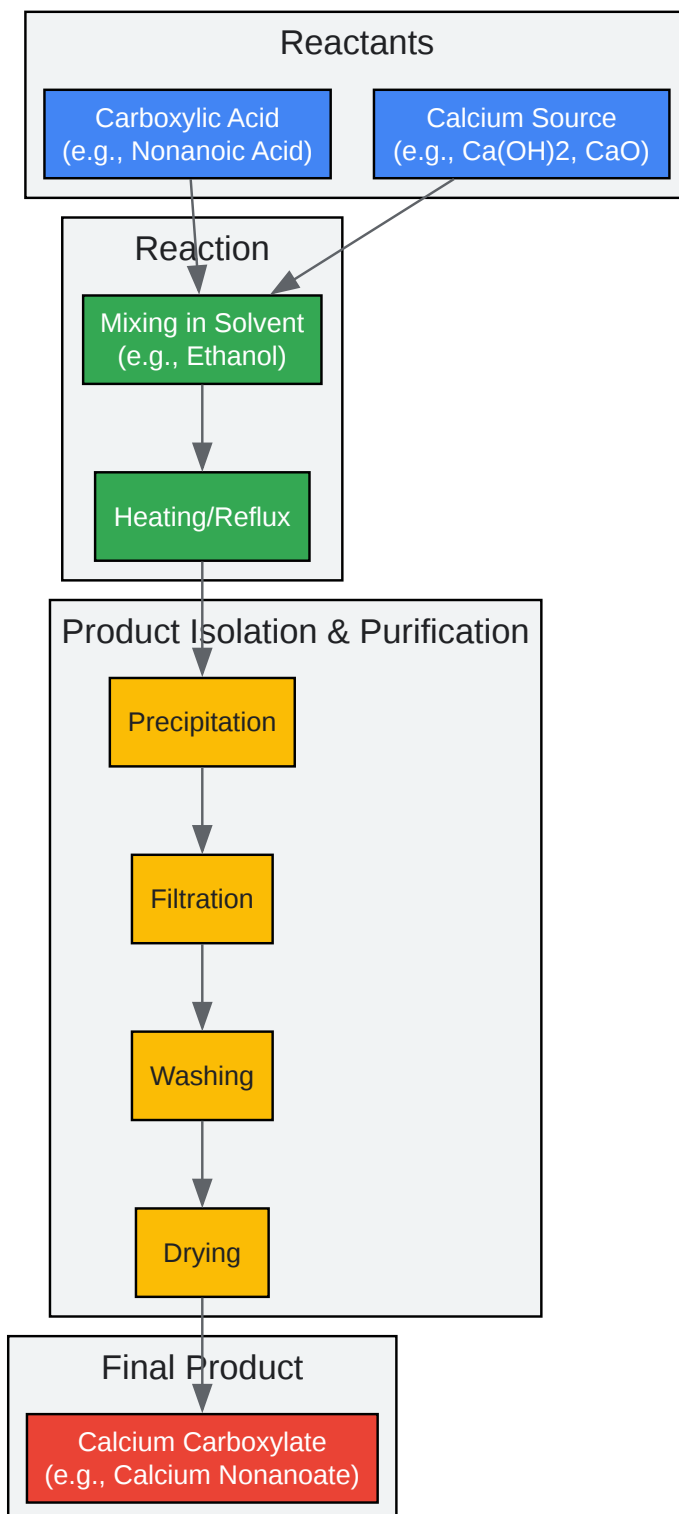 Reactants
Carboxylic Acid
(e.g., Nonanoic Acid)
Calcium Source
(e.g., Ca(OH)2, CaO)
Reaction
Mixing in Solvent
(e.g., Ethanol)
Heating/Reflux
Product Isolation & Purification
Precipitation
Filtration
Washing
Drying
Final Product
Calcium Carboxylate
(e.g., Calcium Nonanoate)